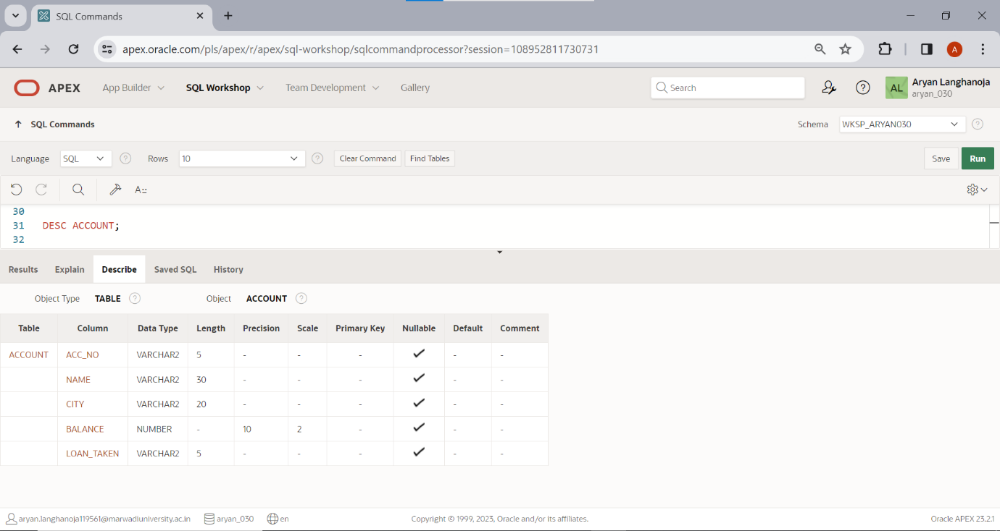 SQL Commands
apex.oracle.com/pls/apex/r/apex/sql-workshop/sqlcommandprocessor?session=108952811730731
A
APEX App Builder SQL Workshop Team Development Gallery Search ? AL Aryan Langhanoja
aryan_030
SQL Commands Schema WKSP_ARYAN030 ?
Language SQL ? Rows 10 ? Clear Command Find Tables Save Run
A::
30
31 DESC ACCOUNT;
32
Results Explain Describe Saved SQL History
Object Type TABLE ? Object ACCOUNT ?
Table Column Data Type Length Precision Scale Primary Key Nullable Default Comment
ACCOUNT ACC_NO VARCHAR2 5 - - - - -
NAME VARCHAR2 30 - - - - -
CITY VARCHAR2 20 - - - - -
BALANCE NUMBER - 10 2 - - -
LOAN_TAKEN VARCHAR2 5 - - - - -
aryan.langhanoja119561@marwadiuniversity.ac.in aryan_030 en Copyright © 1999, 2023, Oracle and/or its affiliates. Oracle APEX 23.2.1